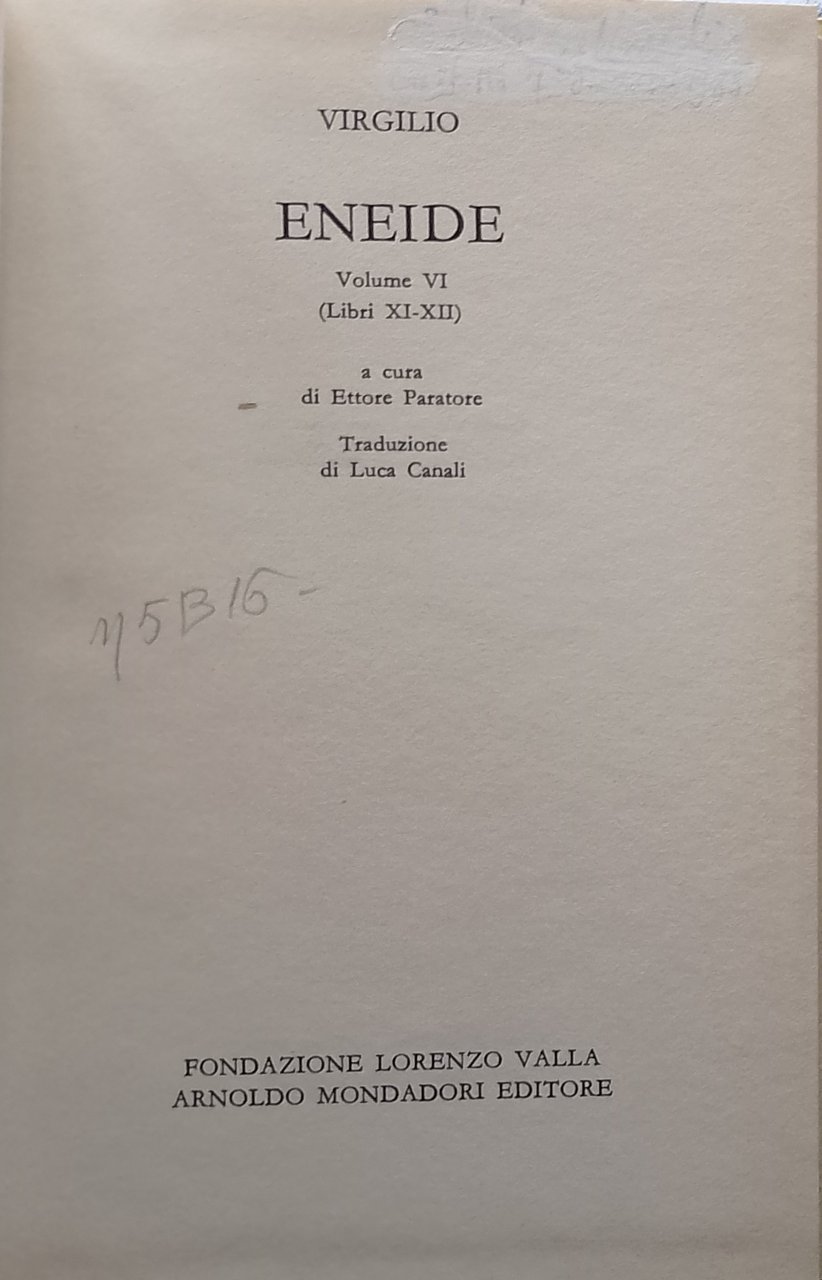 VIRGILIO
ENEIDE
Volume VI
(Libri XI-XII)
a cura
di Ettore Paratore
Traduzione
di Luca Canali
FONDAZIONE LORENZO VALLA
ARNOLDO MONDADORI EDITORE